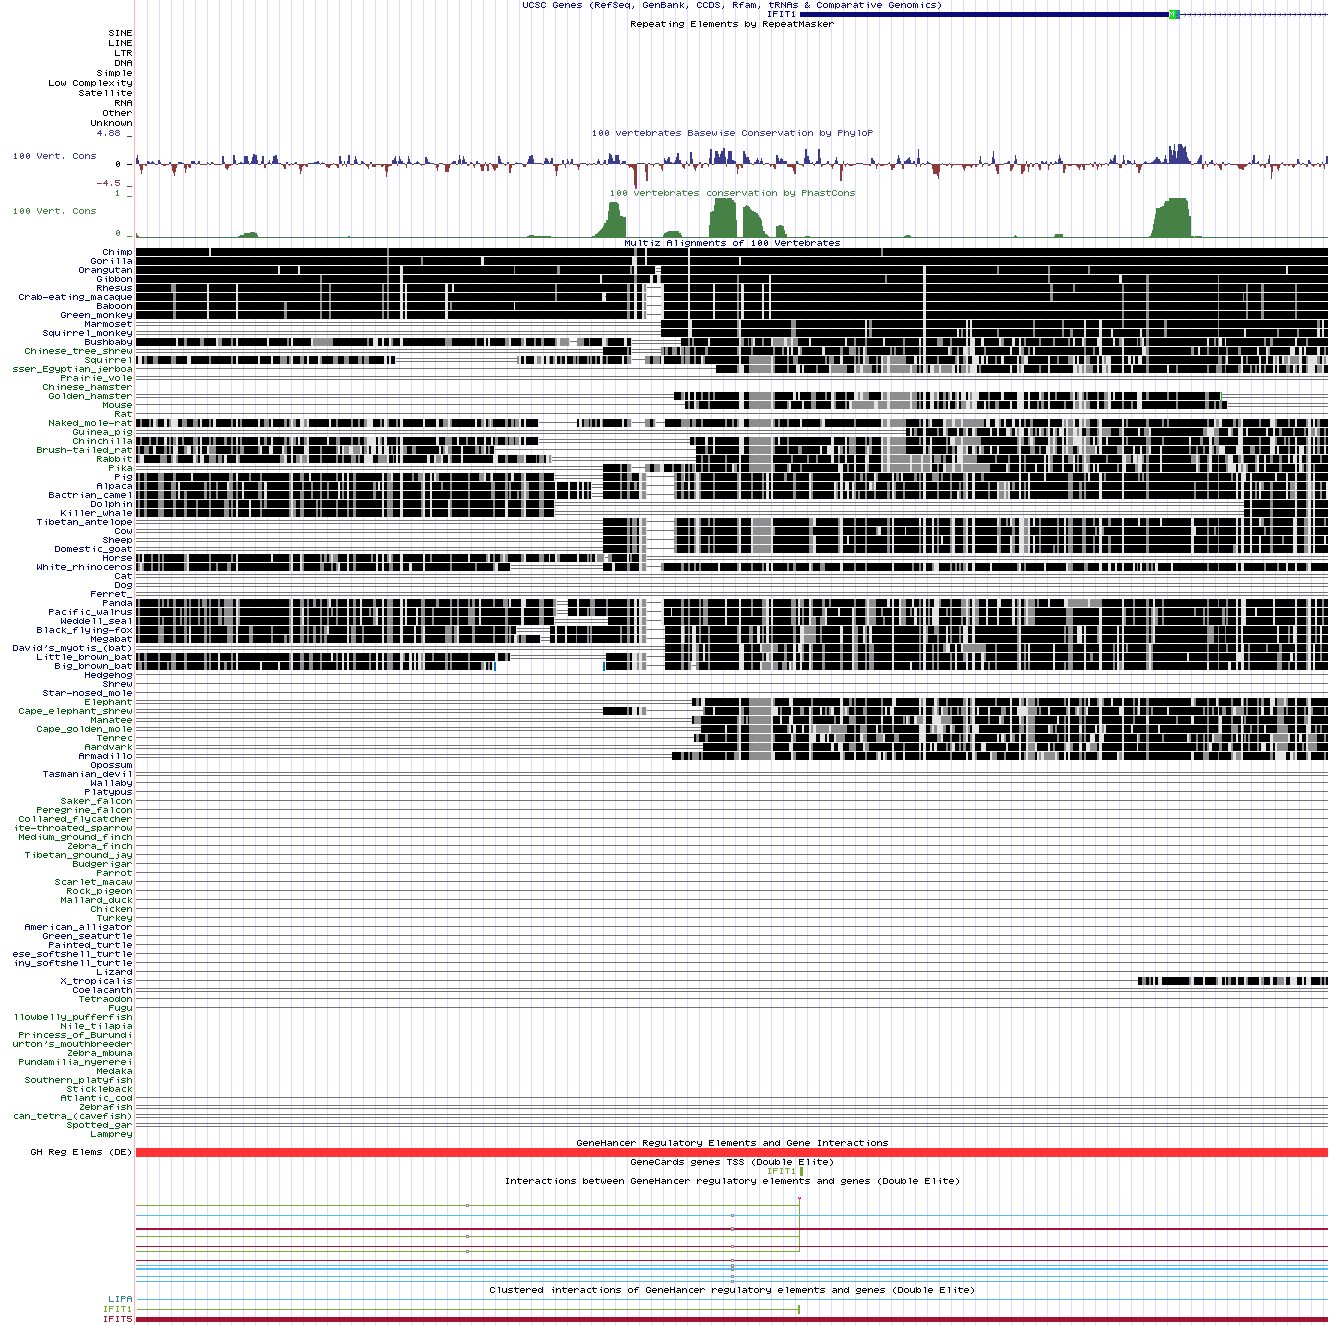 UCSC Genes (RefSeq, GenBank, CCDS, Rfam, tRNAs & Comparative Genomics)
IFIT1
M
Repeating Elements by RepeatMasker
SINE
LINE
LTR
DNA
Simple
Low Complexity
Satellite
RNA
Other
Unknown
4.88 _
100 vertebrates Basewise Conservation by PhyloP
100 Vert. Cons
0 _
-4.5 _
1 _
100 vertebrates conservation by PhastCons
100 Vert. Cons
0 _
Multiz Alignments of 100 Vertebrates
Chimp
Gorilla
Orangutan
Gibbon
Rhesus
Crab-eating_macaque
Baboon
Green_monkey
Marmoset
Squirrel_monkey
Bushbaby
Chinese_tree_shrew
Squirrel
sser_Egyptian_jerboa
Prairie_vole
Chinese_hamster
Golden_hamster
Mouse
Rat
Naked_mole-rat
Guinea_pig
Chinchilla
Brush-tailed_rat
Rabbit
Pika
Pig
Alpaca
Bactrian_camel
Dolphin
Killer_whale
Tibetan_antelope
Cow
Sheep
Domestic_goat
Horse
White_rhinoceros
Cat
Dog
Ferret_
Panda
Pacific_walrus
Weddell_seal
Black_flying-fox
Megabat
David's_myotis_(bat)
Little_brown_bat
Big_brown_bat
Hedgehog
Shrew
Star-nosed_mole
Elephant
Cape_elephant_shrew
Manatee
Cape_golden_mole
Tenrec
Aardvark
Armadillo
Opossum
Tasmanian_devil
Wallaby
Platypus
Saker_falcon
Peregrine_falcon
Collared_flycatcher
ite-throated_sparrow
Medium_ground_finch
Zebra_finch
Tibetan_ground_jay
Budgerigar
Parrot
Scarlet_macaw
Rock_pigeon
Mallard_duck
Chicken
Turkey
American_alligator
Green_seaturtle
Painted_turtle
ese_softshell_turtle
iny_softshell_turtle
Lizard
X_tropicalis
Coelacanth
Tetraodon
Fugu
llowbelly_pufferfish
Nile_tilapia
Princess_of_Burundi
urton's_mouthbreeder
Zebra_mbuna
Pundamilia_nyererei
Medaka
Southern_platyfish
Stickleback
Atlantic_cod
Zebrafish
can_tetra_(cavefish)
Spotted_gar
Lamprey
GeneHancer Regulatory Elements and Gene Interactions
GH Reg Elems (DE)
GeneCards genes TSS (Double Elite)
IFIT1
Interactions between GeneHancer regulatory elements and genes (Double Elite)
Clustered interactions of GeneHancer regulatory elements and genes (Double Elite)
LIPA
IFIT1
IFIT5